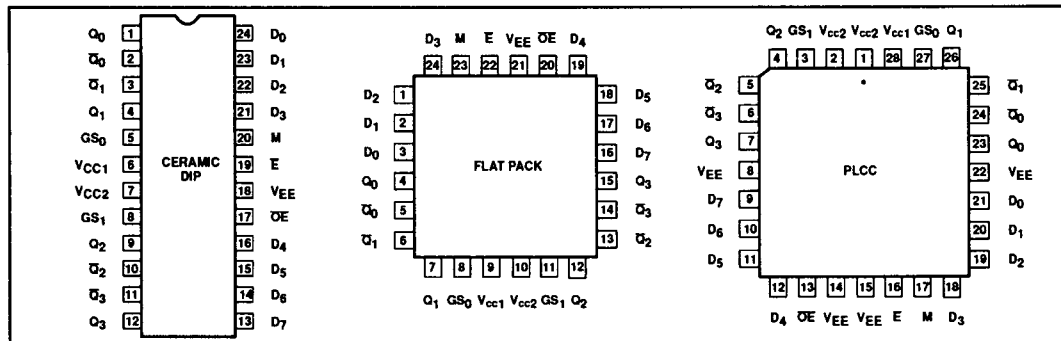 Q₀ 1 24 D₀
Q̅₀ 2 23 D₁
Q̅₁ 3 22 D₂
Q₁ 4 21 D₃
GS₀ 5 20 M
VCC1 6 19 E̅
VCC2 7 18 VEE
GS₁ 8 17 O̅E̅
Q₂ 9 16 D₄
Q̅₂ 10 15 D₅
Q̅₃ 11 14 D₆
Q₃ 12 13 D₇
CERAMIC
DIP
D₃ M E VEE O̅E̅ D₄
24 23 22 21 20 19
D₂ 1 18 D₅
D₁ 2 17 D₆
D₀ 3 16 D₇
FLAT PACK
Q₀ 4 15 Q₃
Q̅₀ 5 14 Q̅₃
Q̅₁ 6 13 Q̅₂
7 8 9 10 11 12
Q₁ GS₀ Vcc1 Vcc2 GS₁ Q₂
Q₂ GS₁ Vcc2 Vcc2 Vcc1 GS₀ Q₁
4 3 2 1 28 27 26
Q̅₂ 5 25 Q̅₁
Q̅₃ 6 24 Q̅₀
Q₃ 7 23 Q₀
VEE 8 22 VEE
PLCC
D₇ 9 21 D₀
D₆ 10 20 D₁
D₅ 11 19 D₂
12 13 14 15 16 17 18
D₄ O̅E̅ VEE VEE E M D₃